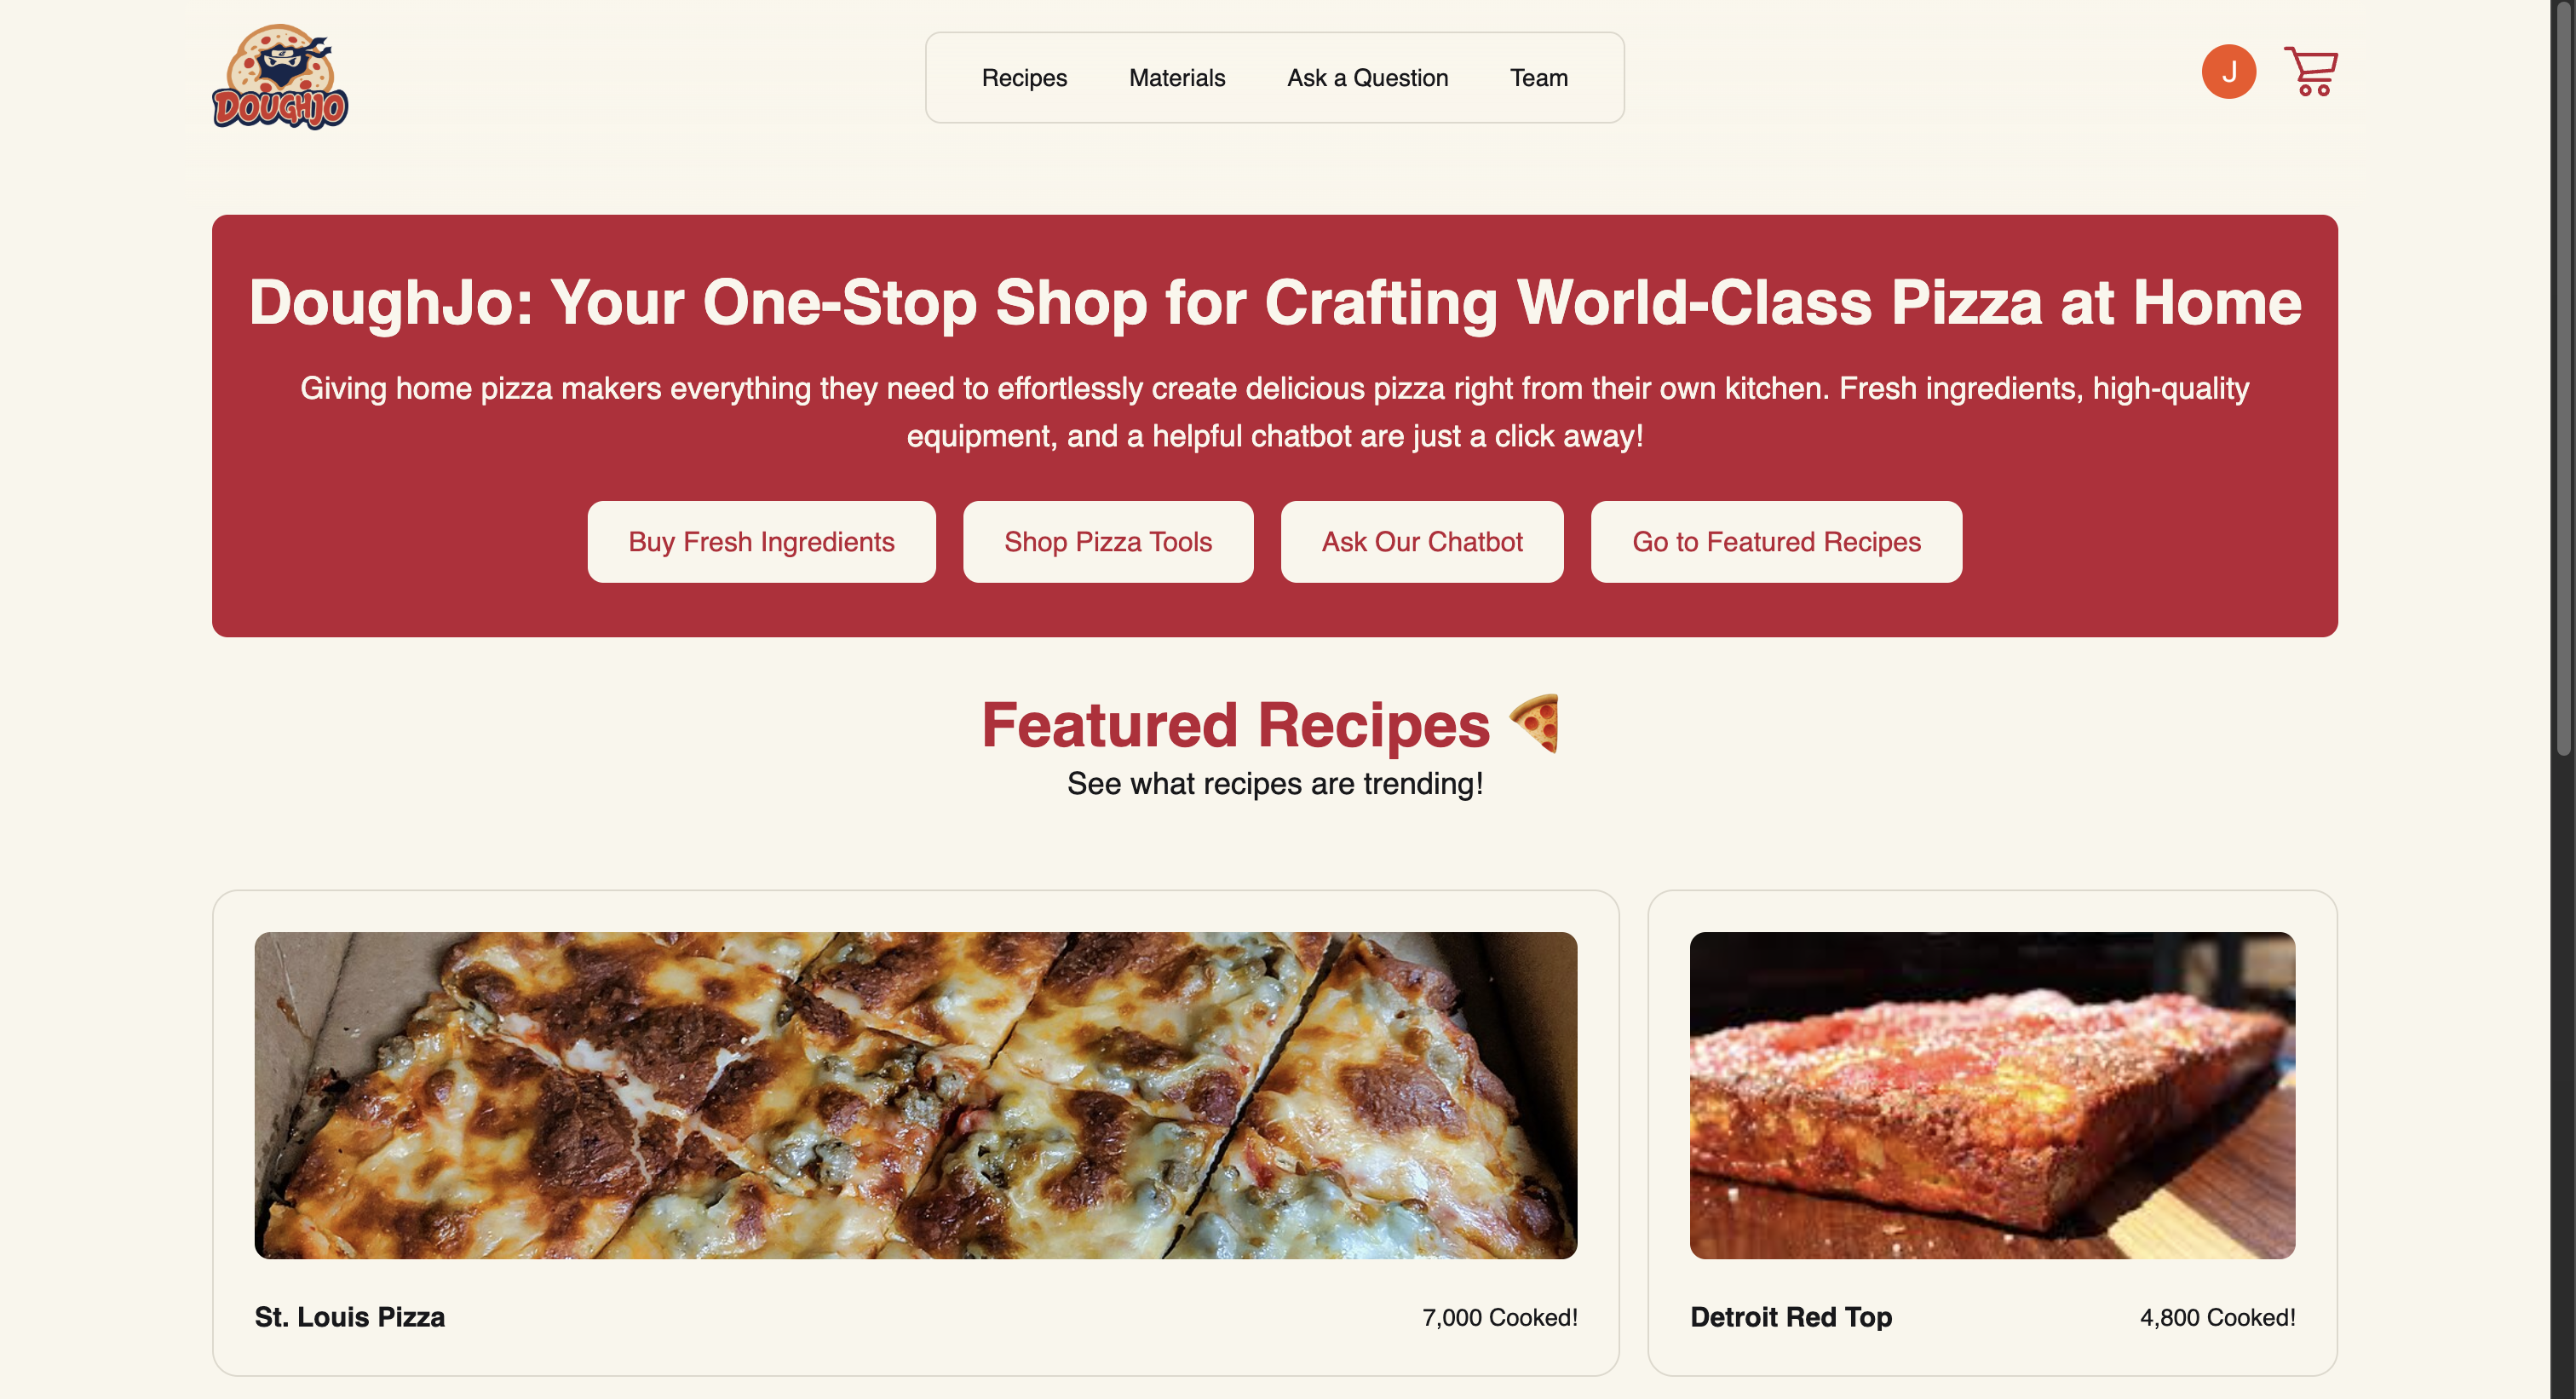 DOUGHJO
Recipes
Materials
Ask a Question
Team
J
DoughJo: Your One-Stop Shop for Crafting World-Class Pizza at Home
Giving home pizza makers everything they need to effortlessly create delicious pizza right from their own kitchen. Fresh ingredients, high-quality
equipment, and a helpful chatbot are just a click away!
Buy Fresh Ingredients
Shop Pizza Tools
Ask Our Chatbot
Go to Featured Recipes
Featured Recipes 🍕
See what recipes are trending!
St. Louis Pizza
7,000 Cooked!
Detroit Red Top
4,800 Cooked!